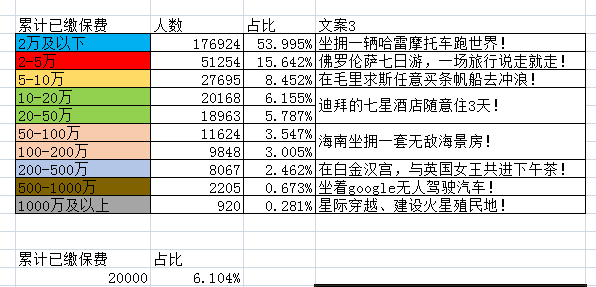 累计已缴保费 人数 占比 文案3
2万及以下 176924 53.995% 坐拥一辆哈雷摩托车跑世界！
2-5万 51254 15.642% 佛罗伦萨七日游，一场旅行说走就走！
5-10万 27695 8.452% 在毛里求斯任意买条帆船去冲浪！
10-20万 20168 6.155% 迪拜的七星酒店随意住3天！
20-50万 18963 5.787%
50-100万 11624 3.547% 海南坐拥一套无敌海景房！
100-200万 9848 3.005%
200-500万 8067 2.462% 在白金汉宫，与英国女王共进下午茶！
500-1000万 2205 0.673% 坐着google无人驾驶汽车！
1000万及以上 920 0.281% 星际穿越、建设火星殖民地！
累计已缴保费 占比
20000 6.104%